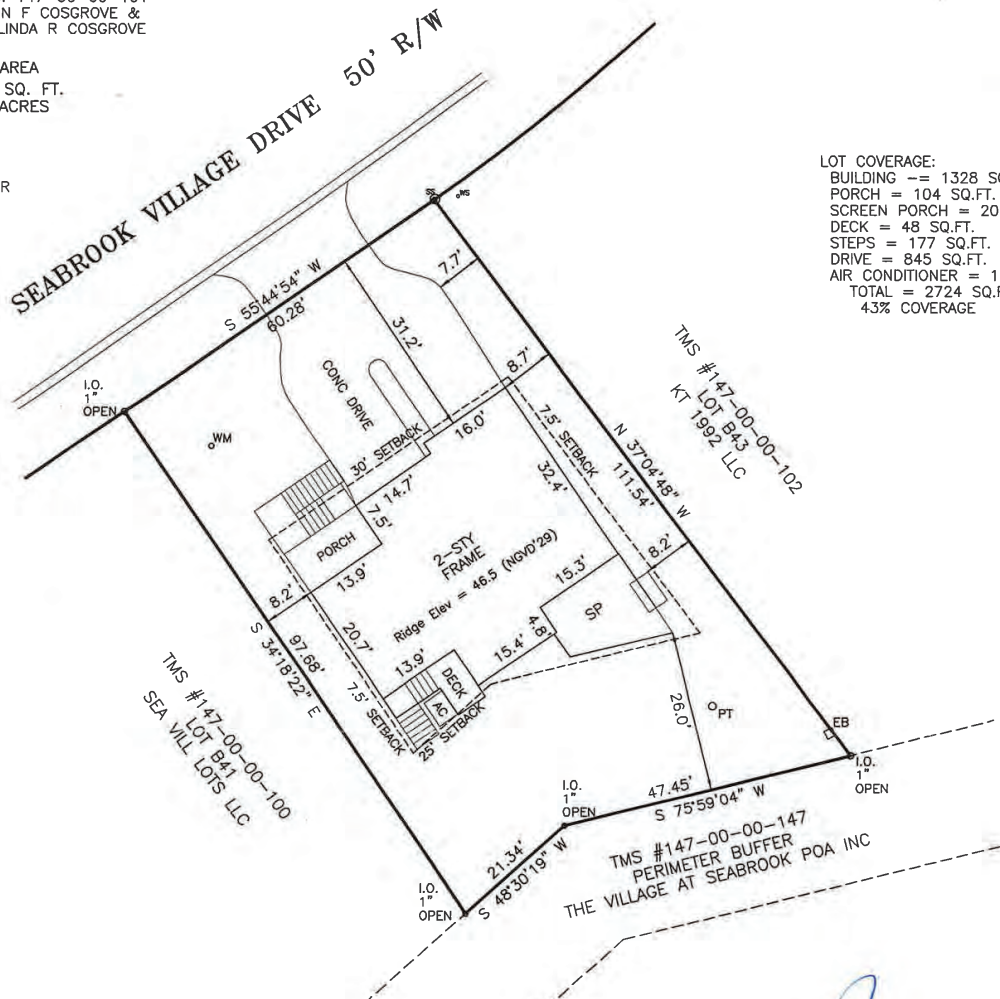 N F COSGROVE &
LINDA R COSGROVE
AREA
SQ. FT.
ACRES
R
SEABROOK VILLAGE DRIVE 50' R/W
LOT COVERAGE:
BUILDING -= 1328 SQ
PORCH = 104 SQ.FT.
SCREEN PORCH = 20
DECK = 48 SQ.FT.
STEPS = 177 SQ.FT.
DRIVE = 845 SQ.FT.
AIR CONDITIONER = 1
TOTAL = 2724 SQ.F
43% COVERAGE
SS
WS
7.7'
S 55°44'54" W
60.28'
31.2'
8.7'
I.O.
1"
OPEN
WM
CONC DRIVE
30' SETBACK
16.0'
7.5' SETBACK
32.4'
N 37°04'48" W
111.54'
TMS #147-00-00-102
LOT B43
KT 1992 LLC
14.7'
7.5'
PORCH
13.9'
2-STY
FRAME
Ridge Elev = 46.5 (NGVD'29)
8.2'
15.3'
SP
4.8'
15.4'
8.2'
20.7'
S 34°18'22" E
97.68'
7.5' SETBACK
13.9'
DECK
AC
25' SETBACK
TMS #147-00-00-100
LOT B41
SEA VILL LOTS LLC
26.0'
PT
EB
I.O.
1"
OPEN
I.O.
1"
OPEN
47.45'
S 75°59'04" W
21.34'
S 48°30'19" W
I.O.
1"
OPEN
TMS #147-00-00-147
PERIMETER BUFFER
THE VILLAGE AT SEABROOK POA INC